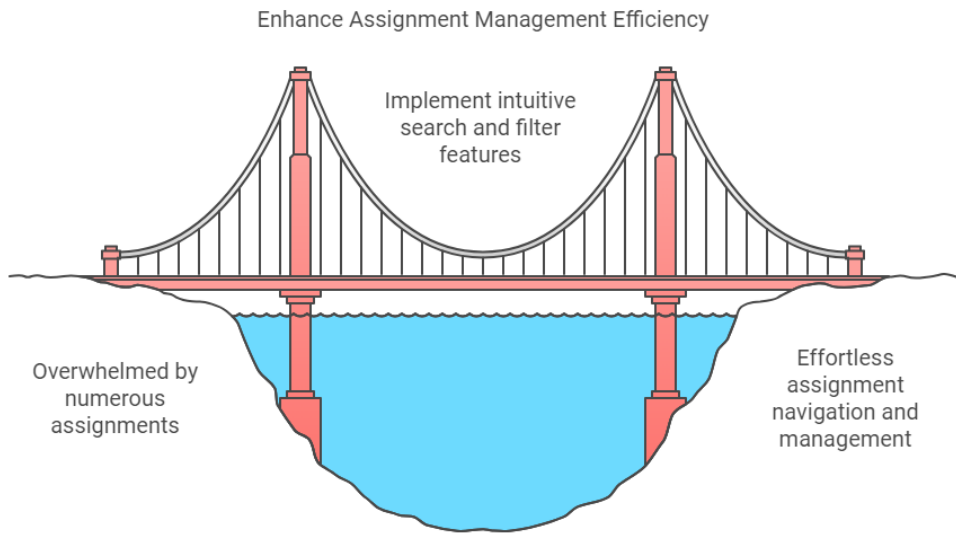 Enhance Assignment Management Efficiency
Implement intuitive
search and filter
features
Overwhelmed by
numerous
assignments
Effortless
assignment
navigation and
management